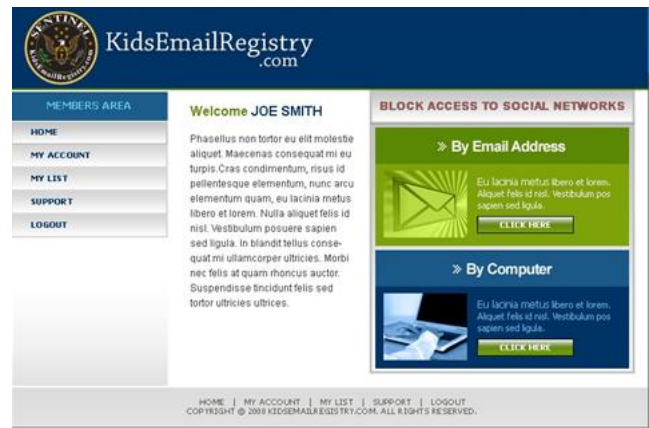 SENTINEL
KidsEmailRegistry
KidsEmailRegistry
.com
MEMBERS AREA
HOME
MY ACCOUNT
MY LIST
SUPPORT
LOGOUT
Welcome JOE SMITH
Phasellus non tortor eu elit molestie
aliquet. Maecenas consequat mi eu
turpis.Cras condimentum, risus id
pellentesque elementum, nunc arcu
elementum quam, eu lacinia metus
libero et lorem. Nulla aliquet felis id
nisl. Vestibulum posuere sapien
sed ligula. In blandit tellus conse-
quat mi ullamcorper ultricies. Morbi
nec felis at quam rhoncus auctor.
Suspendisse tincidunt felis sed
tortor ultricies ultrices.
BLOCK ACCESS TO SOCIAL NETWORKS
» By Email Address
Eu lacinia metus libero et lorem.
Aliquet felis id nisl. Vestibulum pos
sapien sed ligula.
CLICK HERE
» By Computer
Eu lacinia metus libero et lorem.
Aliquet felis id nisl. Vestibulum pos
sapien sed ligula.
CLICK HERE
HOME | MY ACCOUNT | MY LIST | SUPPORT | LOGOUT
COPYRIGHT @ 2008 KIDSEMAILREGISTRY.COM. ALL RIGHTS RESERVED.